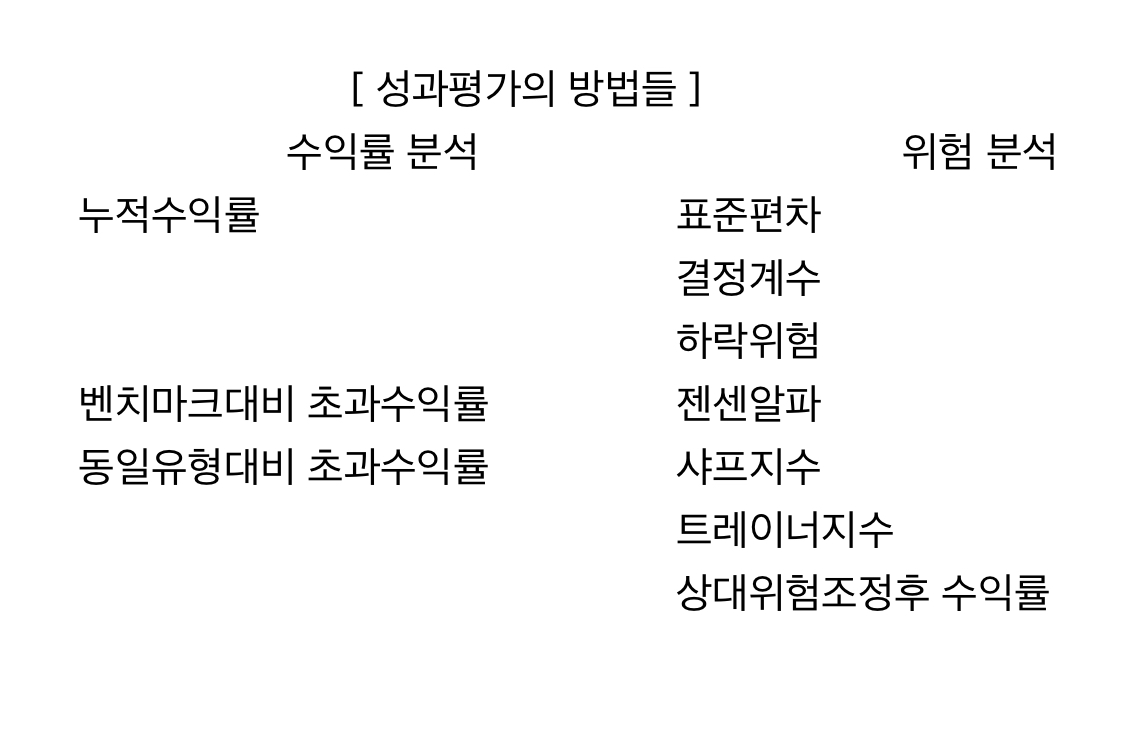 [ 성과평가의 방법들 ]
수익률 분석 위험 분석
누적수익률 표준편차
결정계수
하락위험
벤치마크대비 초과수익률 젠센알파
동일유형대비 초과수익률 샤프지수
트레이너지수
상대위험조정후 수익률